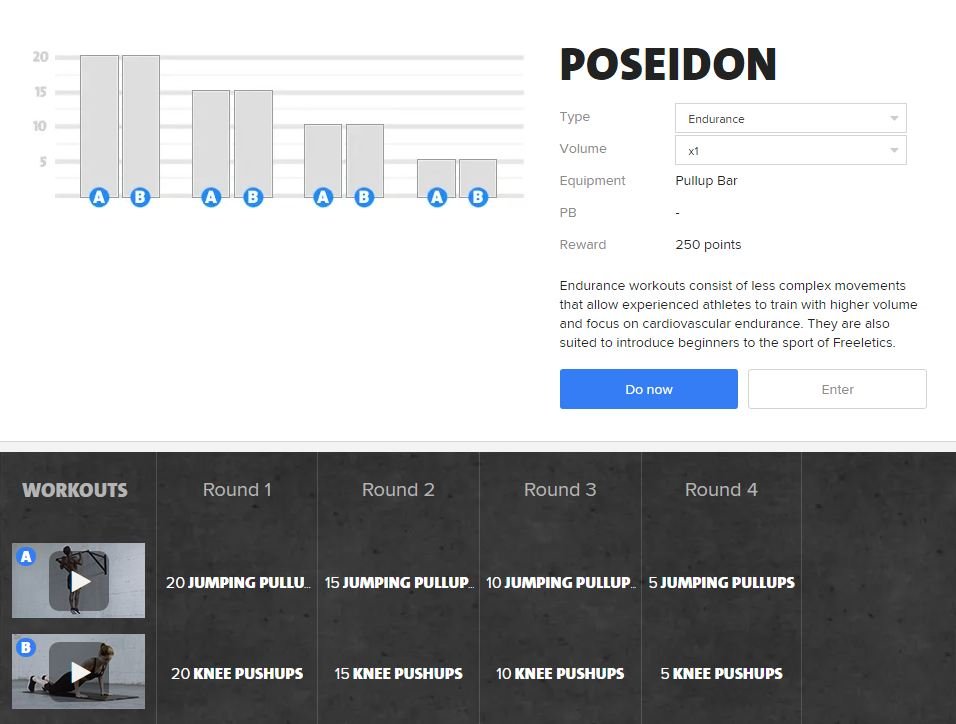 20
15
10
5
A B A B A B A B
POSEIDON
Type Endurance
Volume x1
Equipment Pullup Bar
PB -
Reward 250 points
Endurance workouts consist of less complex movements
that allow experienced athletes to train with higher volume
and focus on cardiovascular endurance. They are also
suited to introduce beginners to the sport of Freeletics.
Do now Enter
WORKOUTS Round 1 Round 2 Round 3 Round 4
A
20 JUMPING PULLU... 15 JUMPING PULLUP... 10 JUMPING PULLUP... 5 JUMPING PULLUPS
B
20 KNEE PUSHUPS 15 KNEE PUSHUPS 10 KNEE PUSHUPS 5 KNEE PUSHUPS